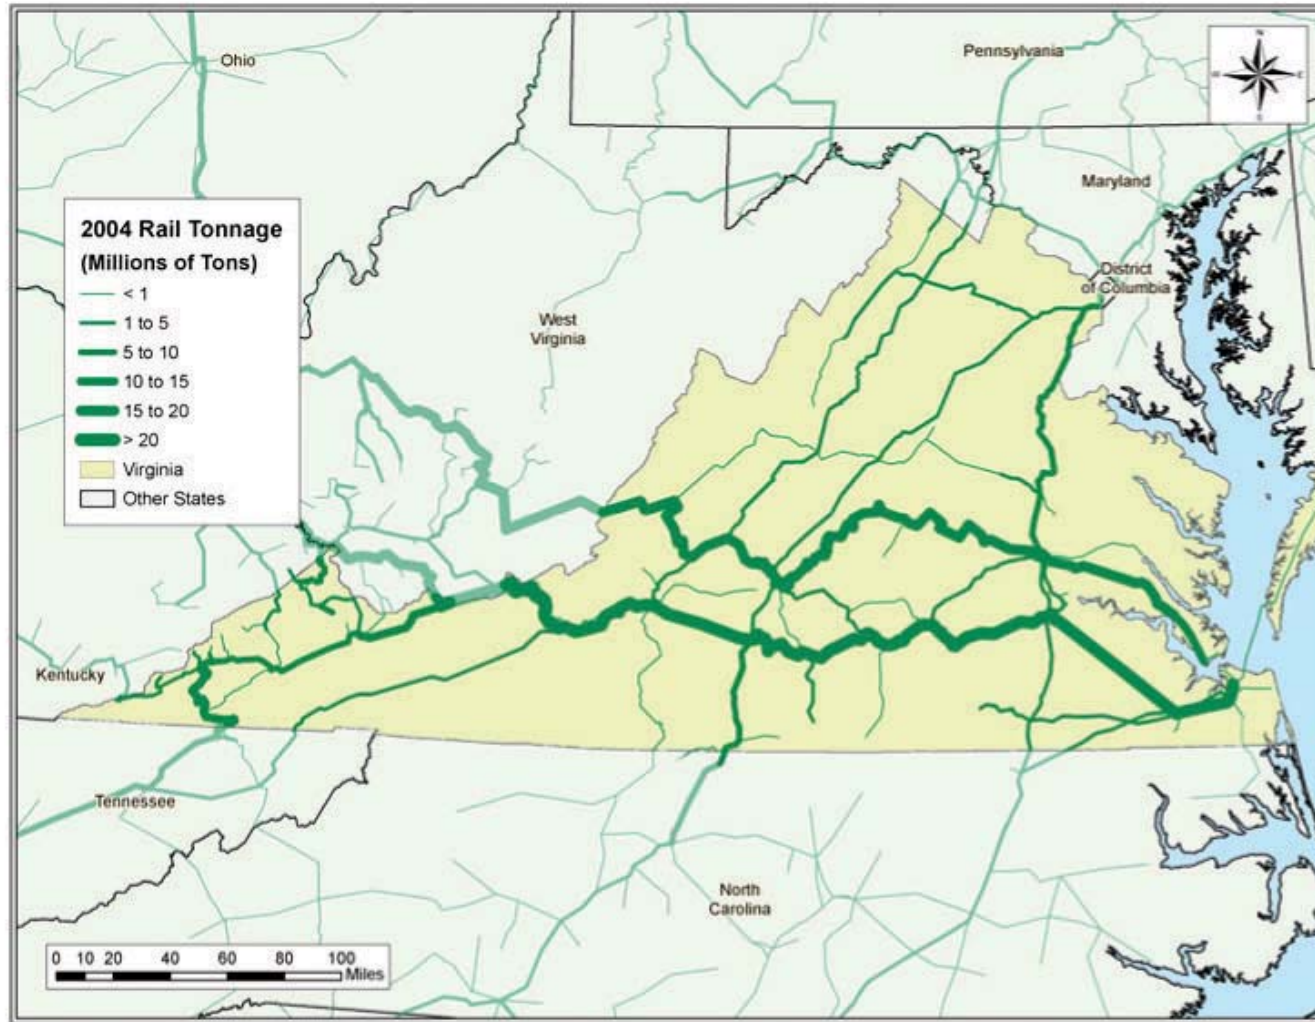 Ohio
Pennsylvania
Maryland
District
of Columbia
2004 Rail Tonnage
(Millions of Tons)
< 1
1 to 5
5 to 10
10 to 15
15 to 20
> 20
Virginia
Other States
West
Virginia
Kentucky
Tennessee
North
Carolina
0 10 20 40 60 80 100
Miles